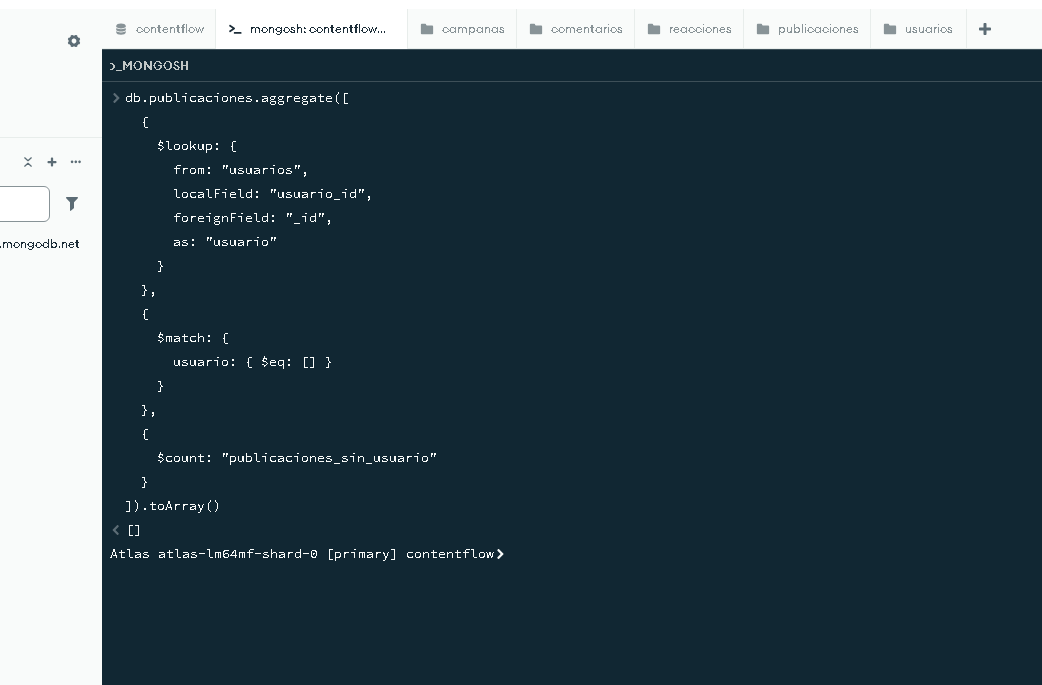 contentflow
mongosh: contentflow...
campanas
comentarios
reacciones
publicaciones
usuarios
>_MONGOSH
> db.publicaciones.aggregate([
{
$lookup: {
from: "usuarios",
localField: "usuario_id",
foreignField: "_id",
as: "usuario"
}
},
{
$match: {
usuario: { $eq: [] }
}
},
{
$count: "publicaciones_sin_usuario"
}
]).toArray()
< []
Atlas atlas-lm64mf-shard-0 [primary] contentflow>
.mongodb.net